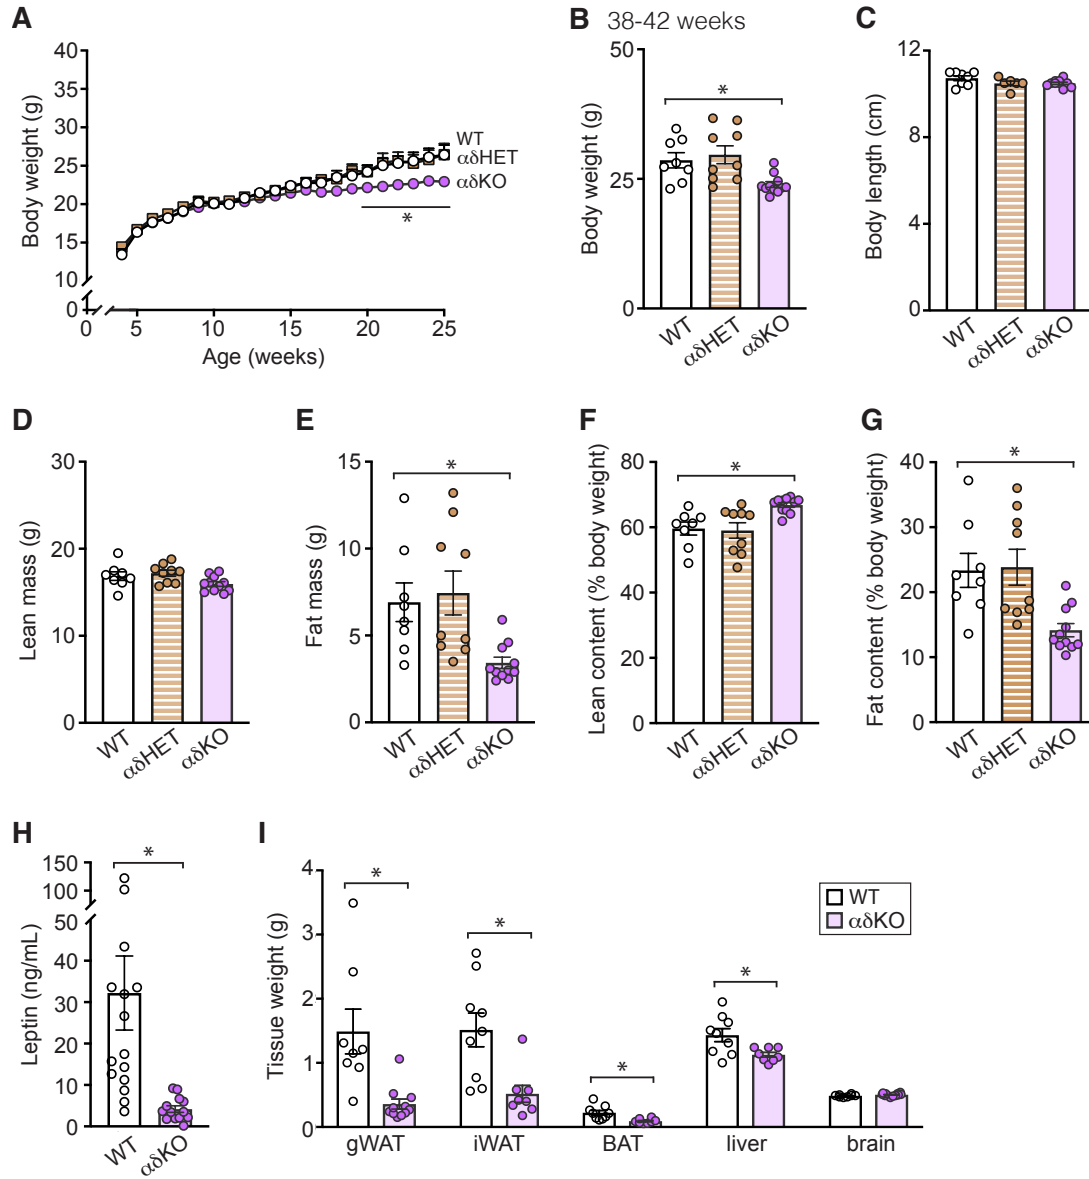 A
Body weight (g)
40
35
30
25
20
15
10
0
0
5
10
15
20
25
Age (weeks)
WT
αδHET
αδKO
*
B
38-42 weeks
Body weight (g)
50
25
0
*
WT
αδHET
αδKO
C
Body length (cm)
12
8
4
0
WT
αδHET
αδKO
D
Lean mass (g)
30
20
10
0
WT
αδHET
αδKO
E
Fat mass (g)
15
10
5
0
*
WT
αδHET
αδKO
F
Lean content (% body weight)
80
60
40
20
0
*
WT
αδHET
αδKO
G
Fat content (% body weight)
40
30
20
10
0
*
WT
αδHET
αδKO
H
Leptin (ng/mL)
150
100
50
40
30
20
10
0
*
WT
αδKO
I
Tissue weight (g)
4
3
2
1
0
*
*
*
*
WT
αδKO
gWAT
iWAT
BAT
liver
brain